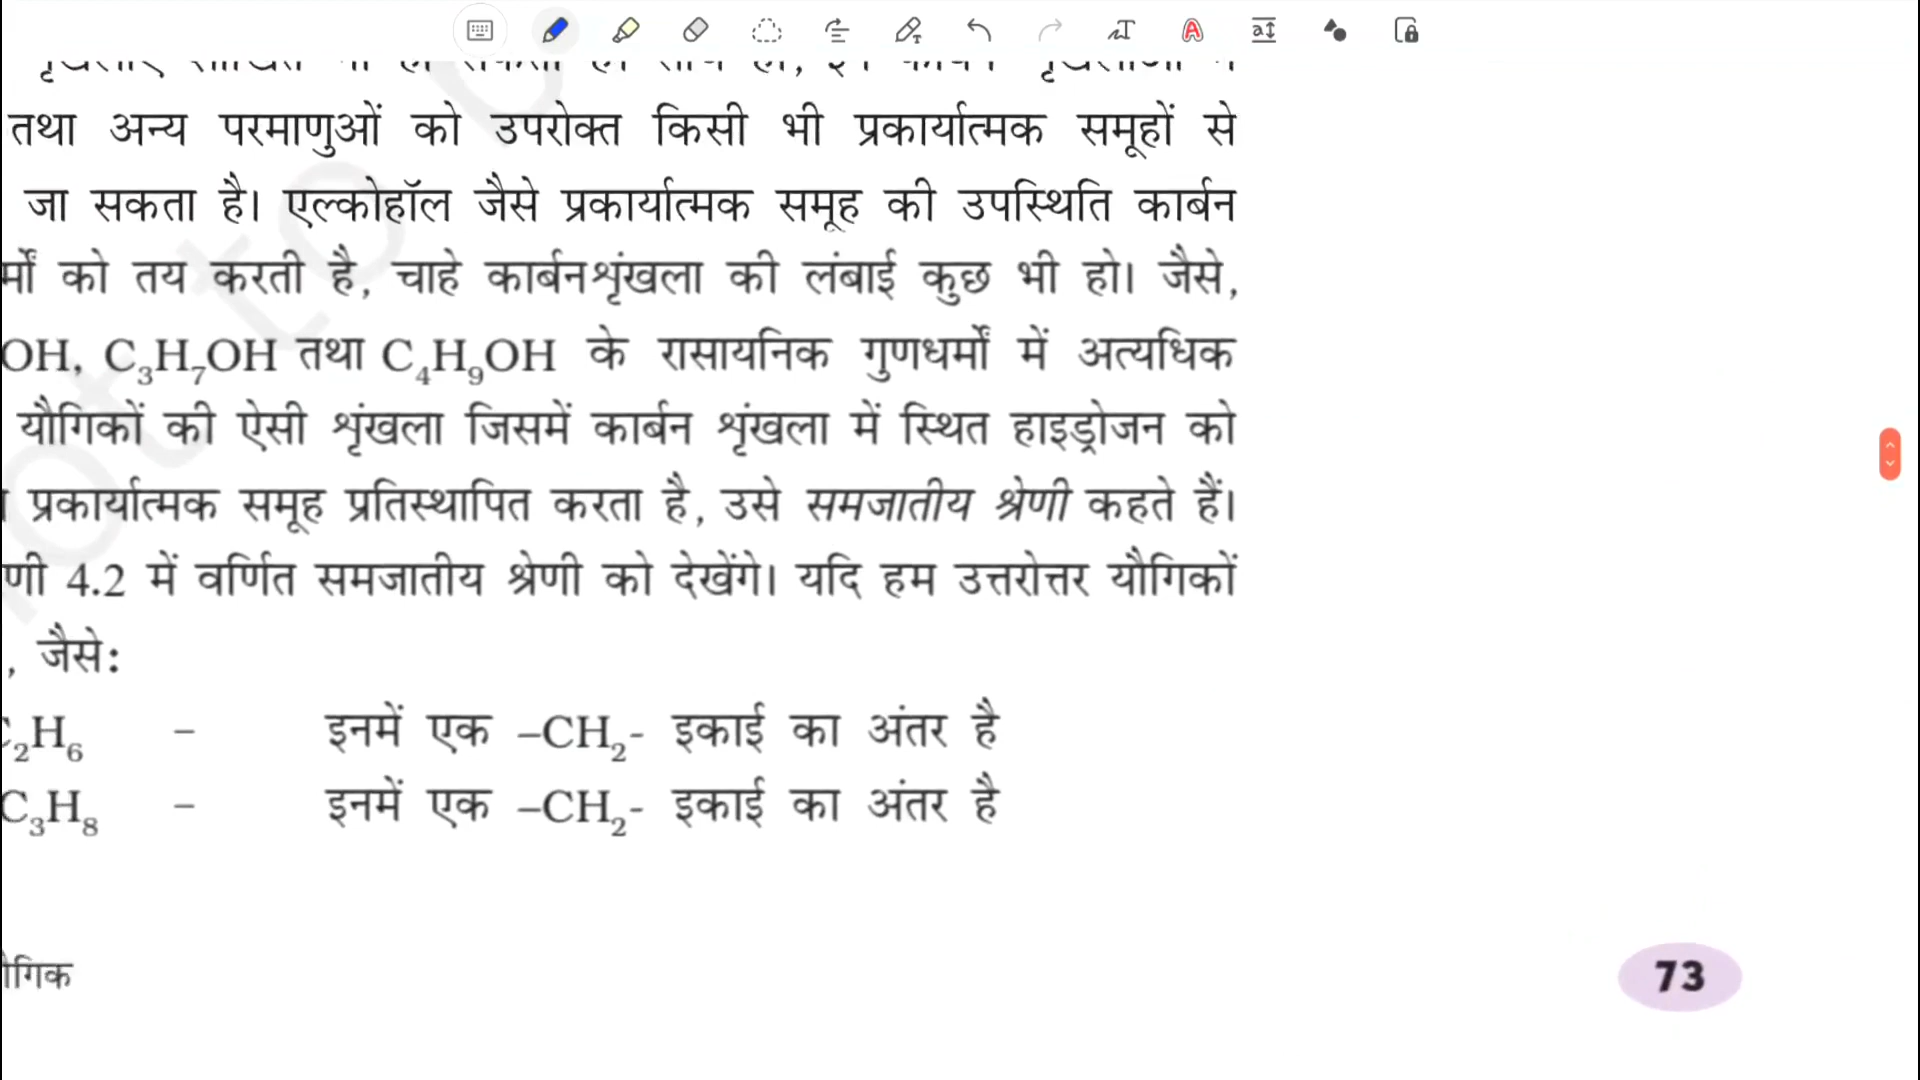 तथा अन्य परमाणुओं को उपरोक्त किसी भी प्रकार्यात्मक समूहों से
जा सकता है। एल्कोहॉल जैसे प्रकार्यात्मक समूह की उपस्थिति कार्बन
र्मों को तय करती है, चाहे कार्बनशृंखला की लंबाई कुछ भी हो। जैसे,
OH, C₃H₇OH तथा C₄H₉OH के रासायनिक गुणधर्मों में अत्यधिक
यौगिकों की ऐसी शृंखला जिसमें कार्बन शृंखला में स्थित हाइड्रोजन को
प्रकार्यात्मक समूह प्रतिस्थापित करता है, उसे समजातीय श्रेणी कहते हैं।
णी 4.2 में वर्णित समजातीय श्रेणी को देखेंगे। यदि हम उत्तरोत्तर यौगिकों
, जैसे:
C₂H₆ – इनमें एक –CH₂- इकाई का अंतर है
C₃H₈ – इनमें एक –CH₂- इकाई का अंतर है
ौगिक
73